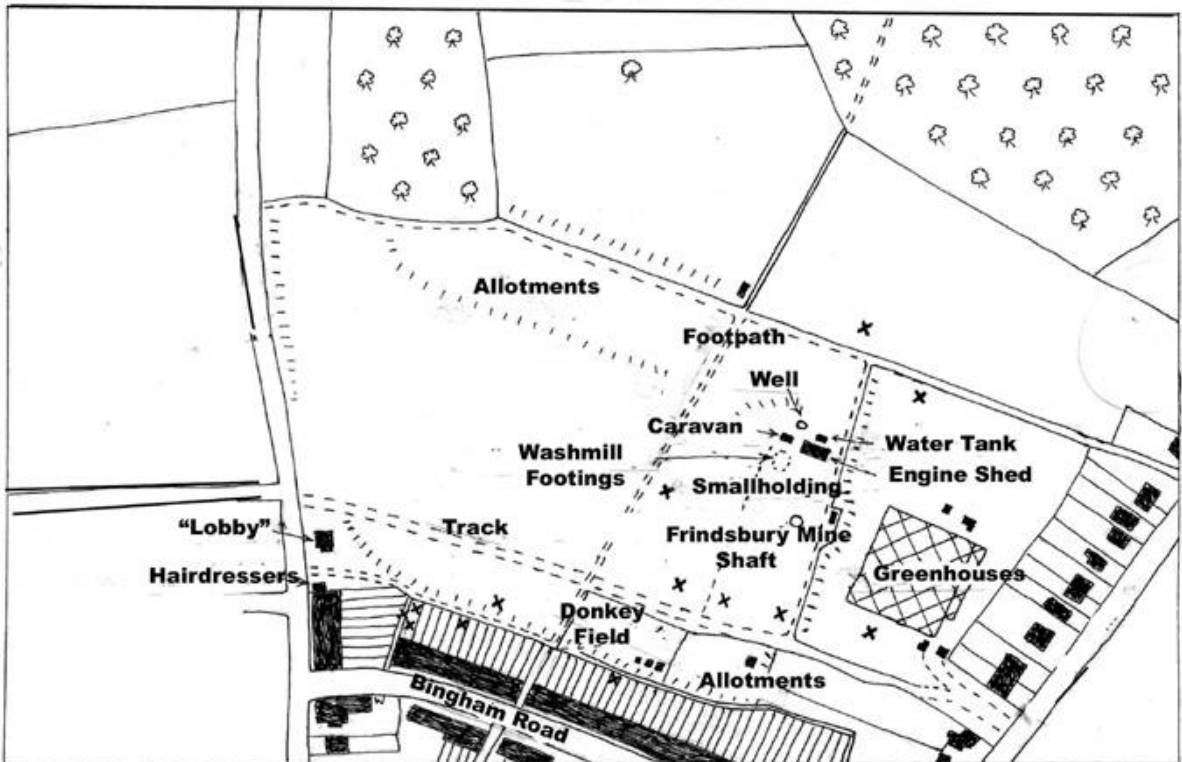 Allotments
Footpath
Well
Caravan
Water Tank
Washmill
Footings
Engine Shed
Smallholding
"Lobby"
Track
Frindsbury Mine
Shaft
Hairdressers
Greenhouses
Donkey
Field
Allotments
Bingham Road